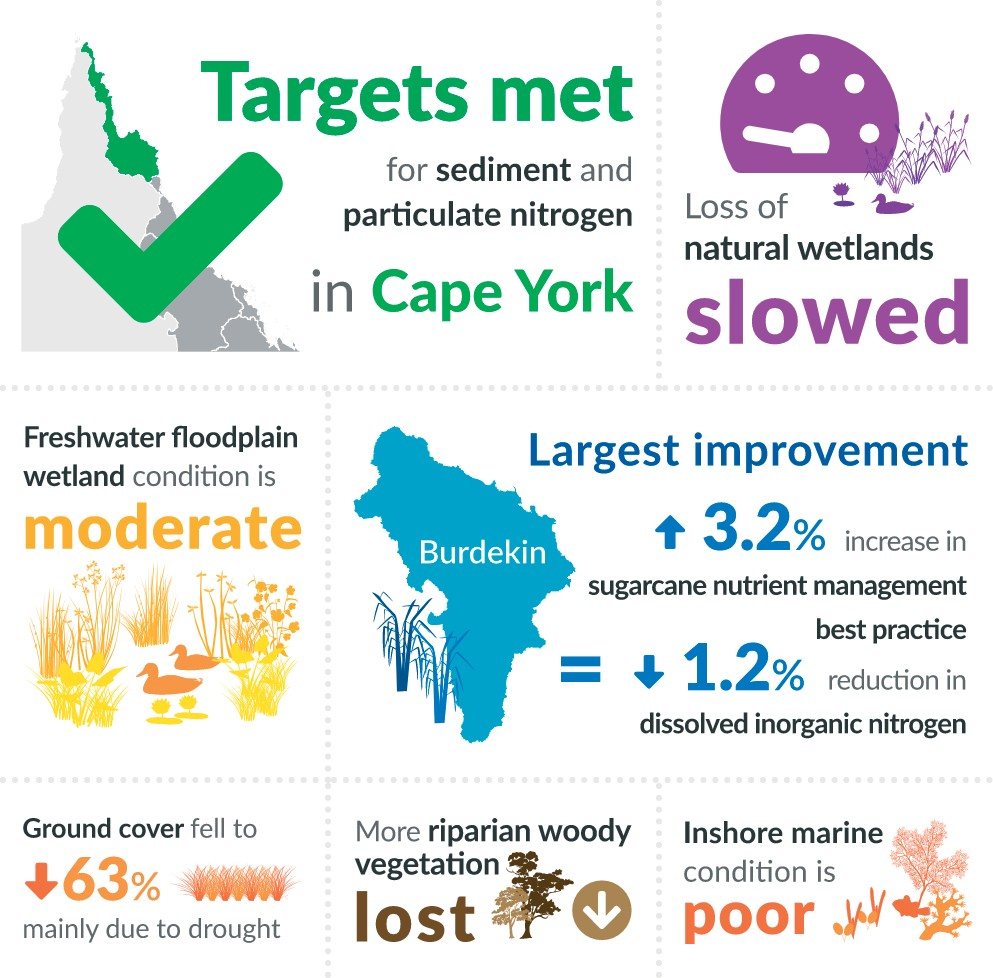 Targets met
for sediment and
particulate nitrogen
in Cape York
Loss of
natural wetlands
slowed
Freshwater floodplain
wetland condition is
moderate
Burdekin
Largest improvement
3.2% increase in
sugarcane nutrient management
best practice
= 1.2% reduction in
dissolved inorganic nitrogen
Ground cover fell to
63%
mainly due to drought
More riparian woody
vegetation
lost
Inshore marine
condition is
poor